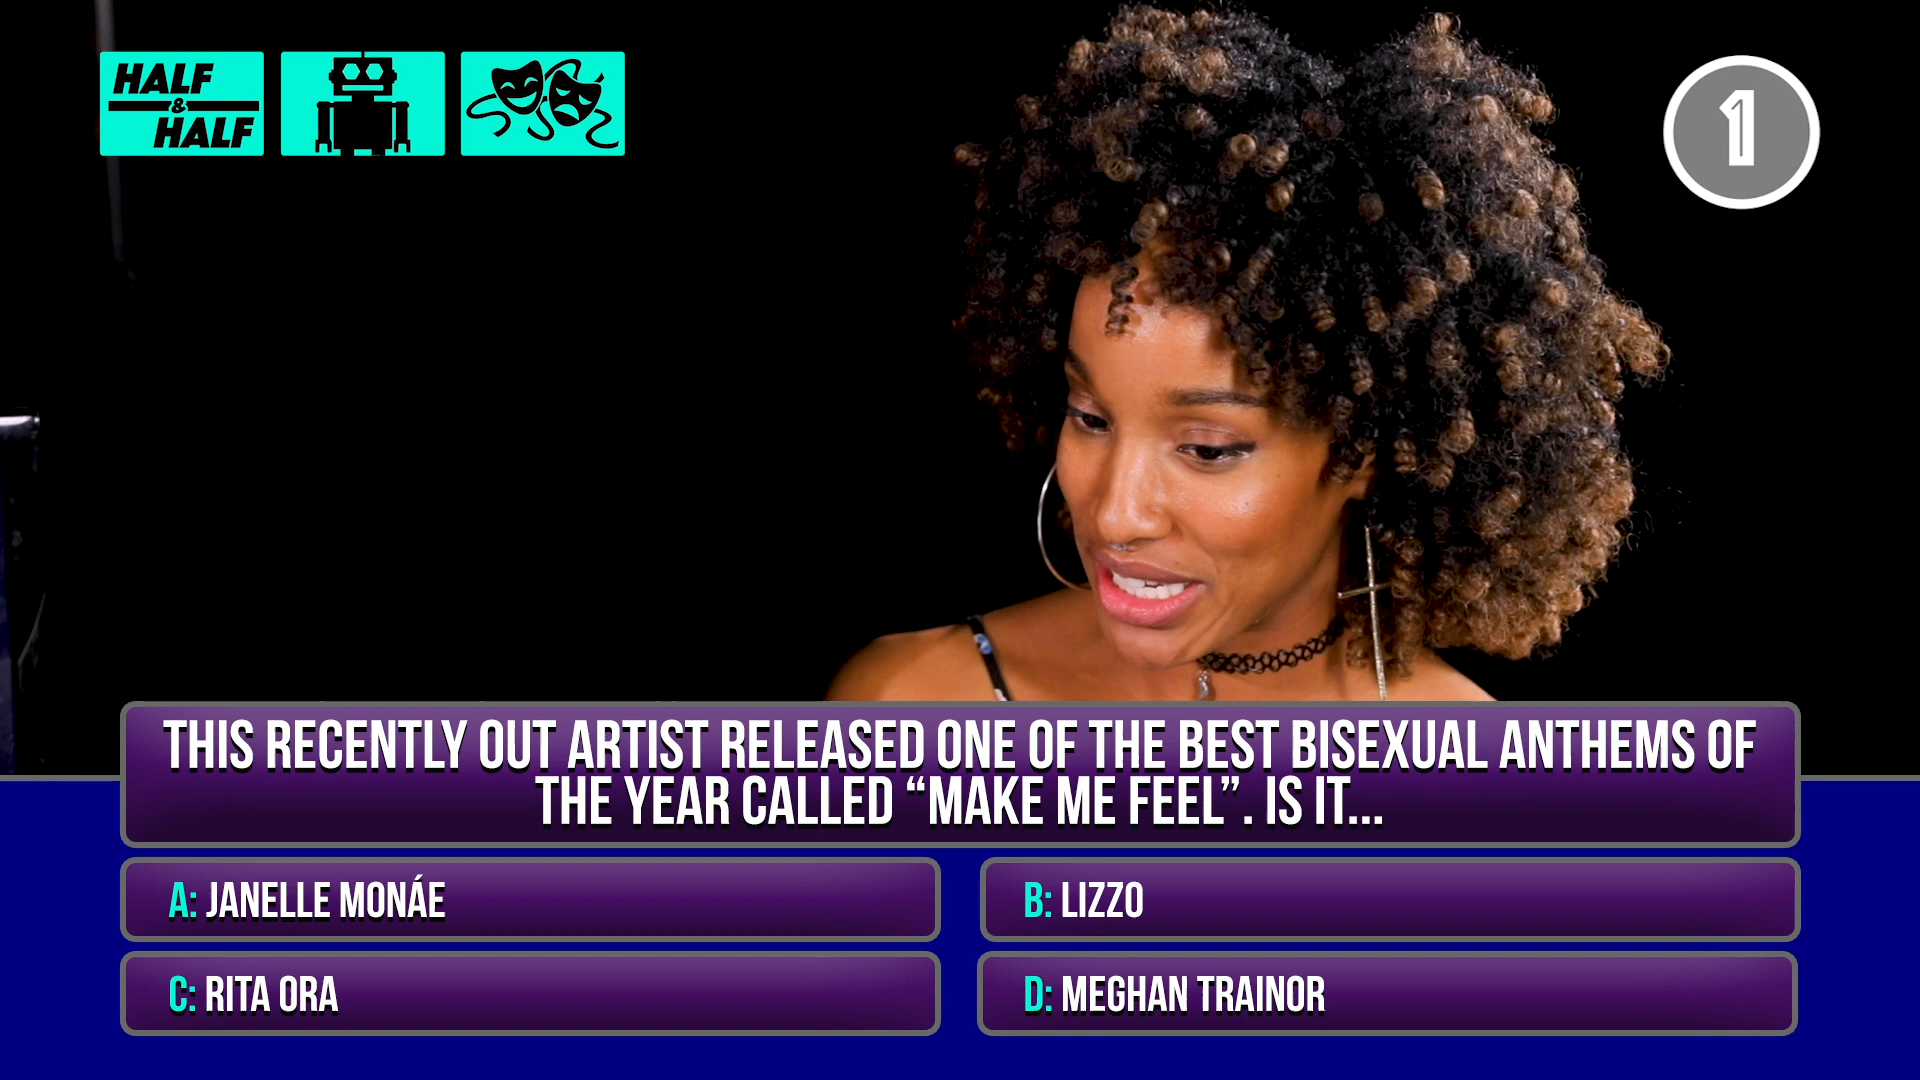 HALF
&
HALF
1
THIS RECENTLY OUT ARTIST RELEASED ONE OF THE BEST BISEXUAL ANTHEMS OF
THE YEAR CALLED “MAKE ME FEEL”. IS IT...
A: JANELLE MONÁE
B: LIZZO
C: RITA ORA
D: MEGHAN TRAINOR